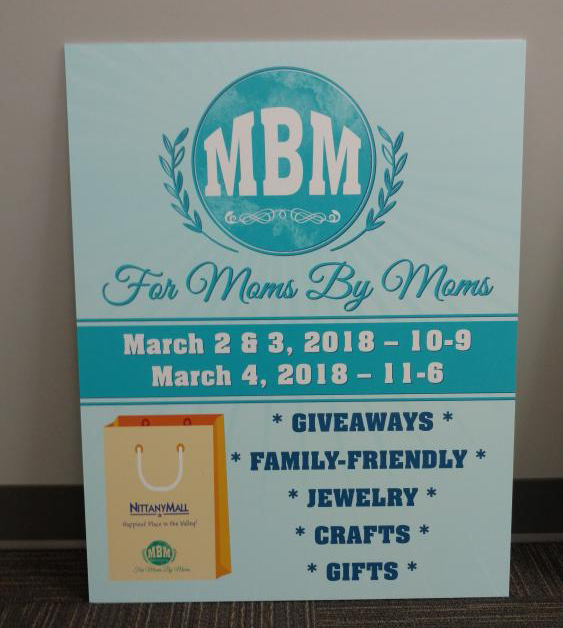 MBM
For Moms By Moms
March 2 & 3, 2018 – 10-9
March 4, 2018 – 11-6
* GIVEAWAYS *
* FAMILY-FRIENDLY *
* JEWELRY *
* CRAFTS *
* GIFTS *
NITTANYMALL
Happiest Place in the Valley!
MBM
For Moms By Moms